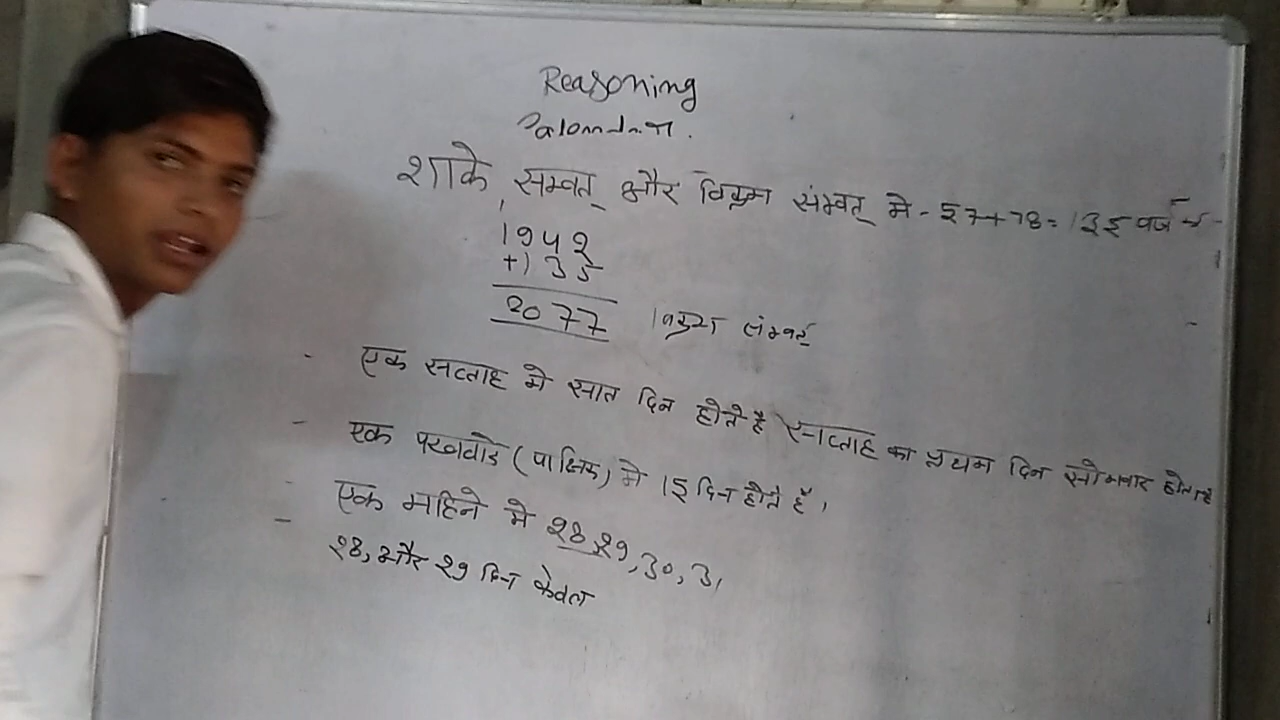 Reasoning
शाके सम्वत् और विक्रम संम्वत् मे - 57+78= 135 वर्ष
1942
+135
2077 विक्रम संम्वत्
- एक सप्ताह मे सात दिन होते है सप्ताह का प्रथम दिन सोमवार होता है
- एक पखवाडे (पाक्षिक) मे 15 दिन होते हैं।
- एक महिने मे 28, 29, 30, 31
- 28, और 29 दिन केवल